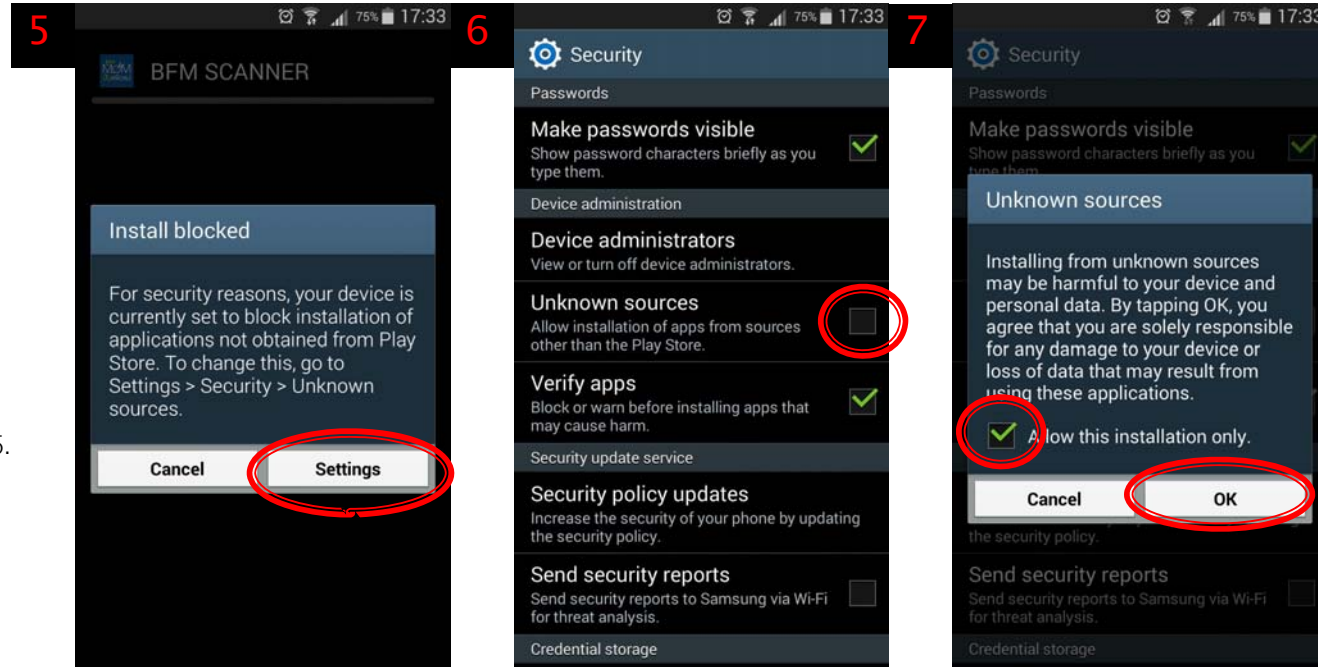 5
17:33
75%
BFM SCANNER
Install blocked
For security reasons, your device is
currently set to block installation of
applications not obtained from Play
Store. To change this, go to
Settings > Security > Unknown
sources.
Cancel
Settings
6
75%
17:33
Security
Passwords
Make passwords visible
Show password characters briefly as you
type them.
Device administration
Device administrators
View or turn off device administrators.
Unknown sources
Allow installation of apps from sources
other than the Play Store.
Verify apps
Block or warn before installing apps that
may cause harm.
Security update service
Security policy updates
Increase the security of your phone by updating
the security policy.
Send security reports
Send security reports to Samsung via Wi-Fi
for threat analysis.
Credential storage
7
75%
17:33
Security
Passwords
Make passwords visible
Show password characters briefly as you
type them.
Unknown sources
Installing from unknown sources
may be harmful to your device and
personal data. By tapping OK, you
agree that you are solely responsible
for any damage to your device or
loss of data that may result from
using these applications.
Allow this installation only.
Cancel
OK
the security policy.
Send security reports
Send security reports to Samsung via Wi-Fi
for threat analysis.
Credential storage